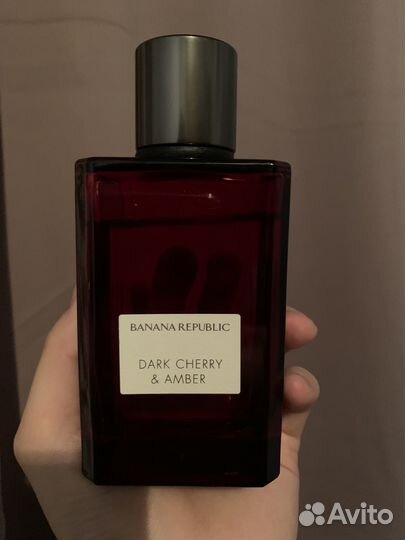 BANANA REPUBLIC
DARK CHERRY
& AMBER
Avito